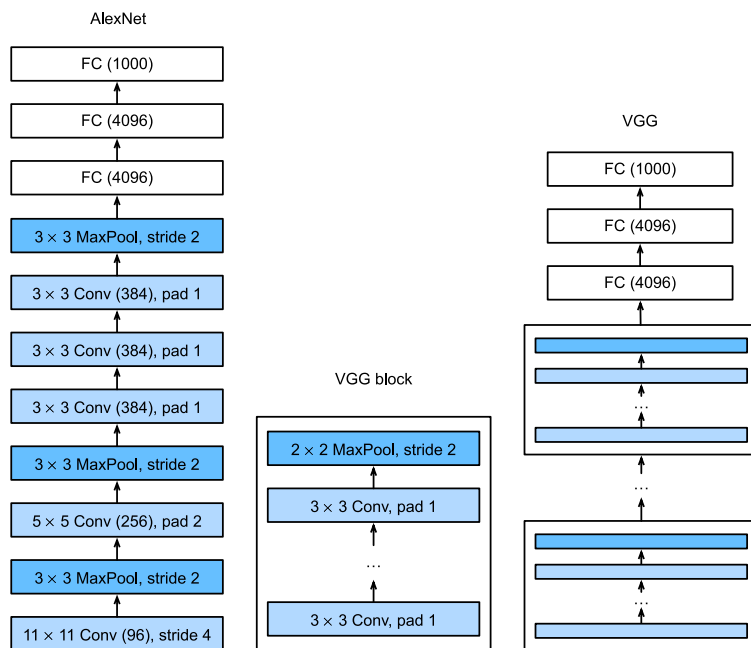 AlexNet
FC (1000)
FC (4096)
FC (4096)
3 × 3 MaxPool, stride 2
3 × 3 Conv (384), pad 1
3 × 3 Conv (384), pad 1
3 × 3 Conv (384), pad 1
3 × 3 MaxPool, stride 2
5 × 5 Conv (256), pad 2
3 × 3 MaxPool, stride 2
11 × 11 Conv (96), stride 4
VGG block
2 × 2 MaxPool, stride 2
3 × 3 Conv, pad 1
...
3 × 3 Conv, pad 1
VGG
FC (1000)
FC (4096)
FC (4096)
...
...
...